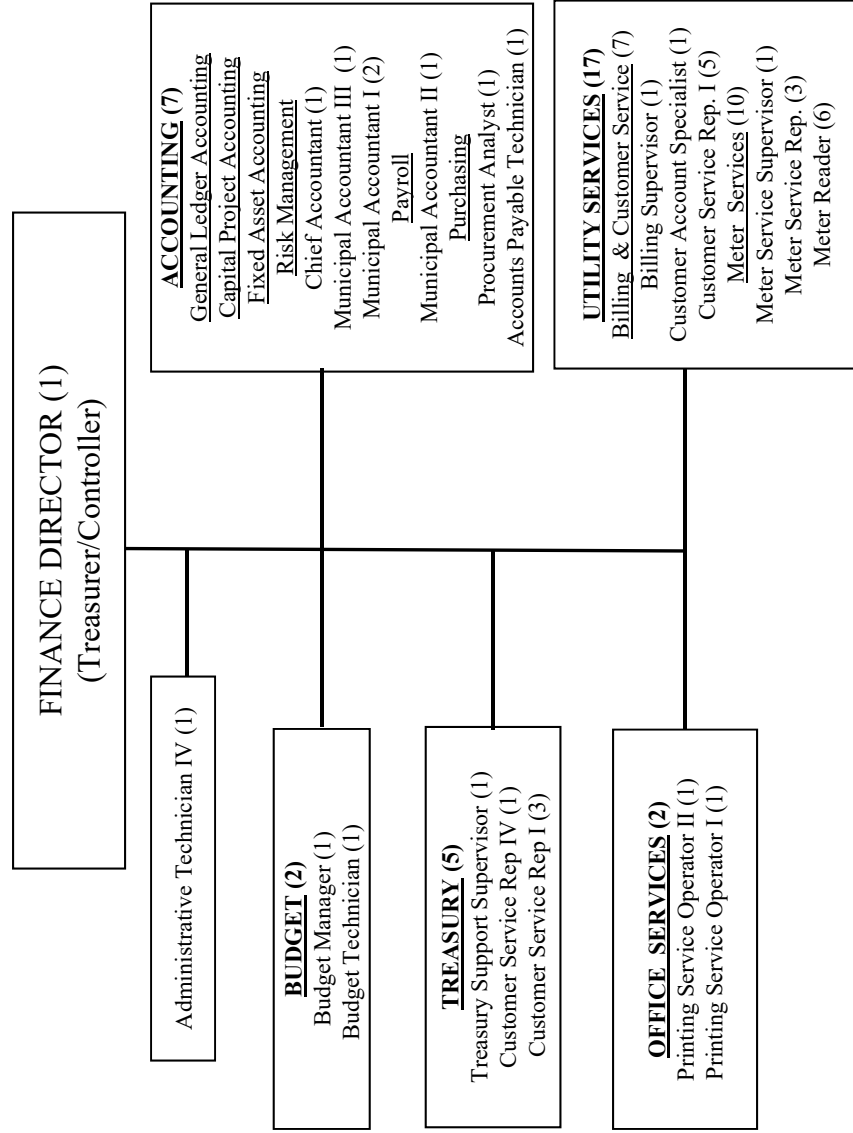 FINANCE DIRECTOR (1)
(Treasurer/Controller)
Administrative Technician IV (1)
BUDGET (2)
Budget Manager (1)
Budget Technician (1)
TREASURY (5)
Treasury Support Supervisor (1)
Customer Service Rep IV (1)
Customer Service Rep I (3)
OFFICE SERVICES (2)
Printing Service Operator II (1)
Printing Service Operator I (1)
ACCOUNTING (7)
General Ledger Accounting
Capital Project Accounting
Fixed Asset Accounting
Risk Management
Chief Accountant (1)
Municipal Accountant III (1)
Municipal Accountant I (2)
Payroll
Municipal Accountant II (1)
Purchasing
Procurement Analyst (1)
Accounts Payable Technician (1)
UTILITY SERVICES (17)
Billing & Customer Service (7)
Billing Supervisor (1)
Customer Account Specialist (1)
Customer Service Rep. I (5)
Meter Services (10)
Meter Service Supervisor (1)
Meter Service Rep. (3)
Meter Reader (6)